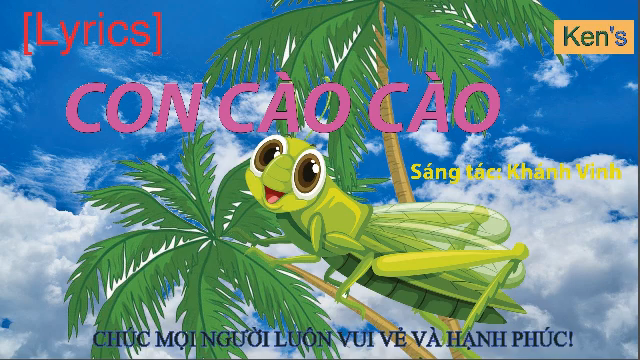 [Lyrics]
Ken's
CON CÀO CÀO
Sáng tác: Khánh Vinh
CHÚC MỌI NGƯỜI LUÔN VUI VẺ VÀ HẠNH PHÚC!